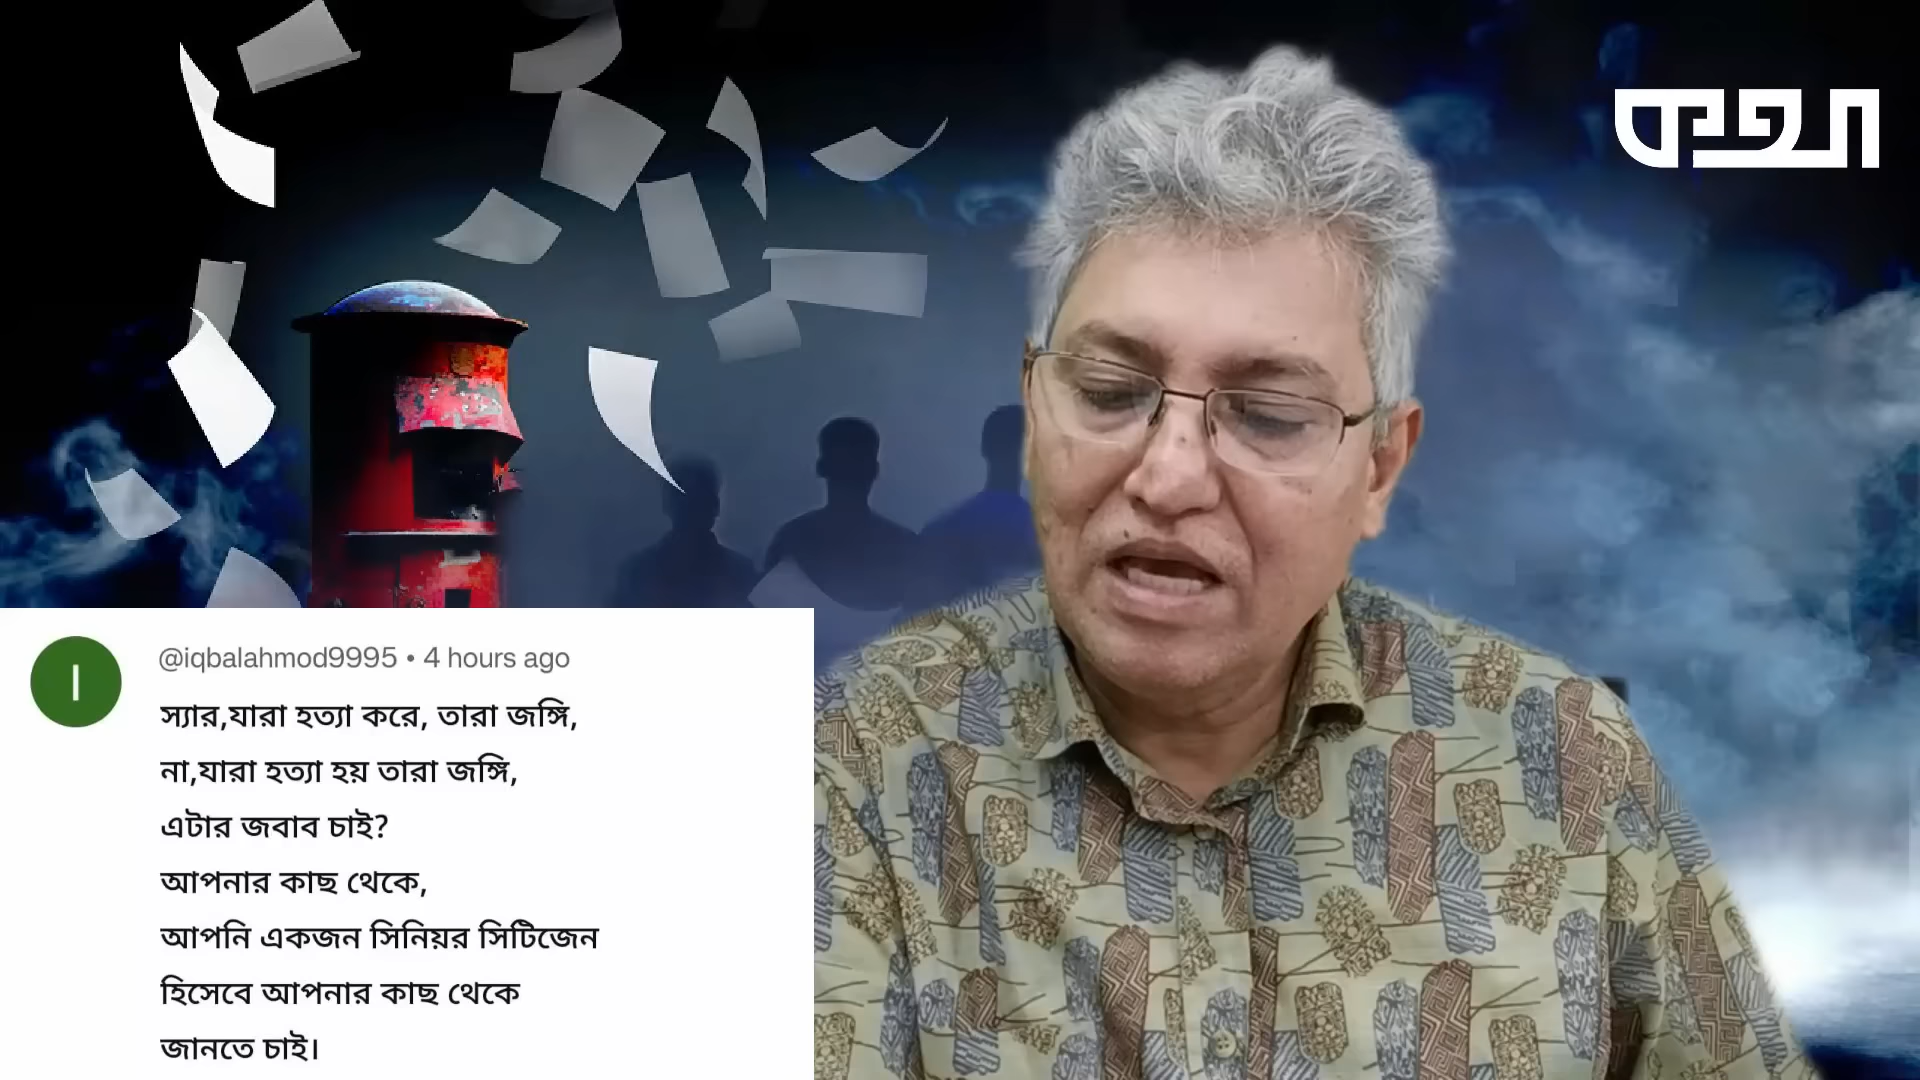 I
@iqbalahmod9995 • 4 hours ago
স্যার,যারা হত্যা করে, তারা জঙ্গি,
না,যারা হত্যা হয় তারা জঙ্গি,
এটার জবাব চাই?
আপনার কাছ থেকে,
আপনি একজন সিনিয়র সিটিজেন
হিসেবে আপনার কাছ থেকে
জানতে চাই।